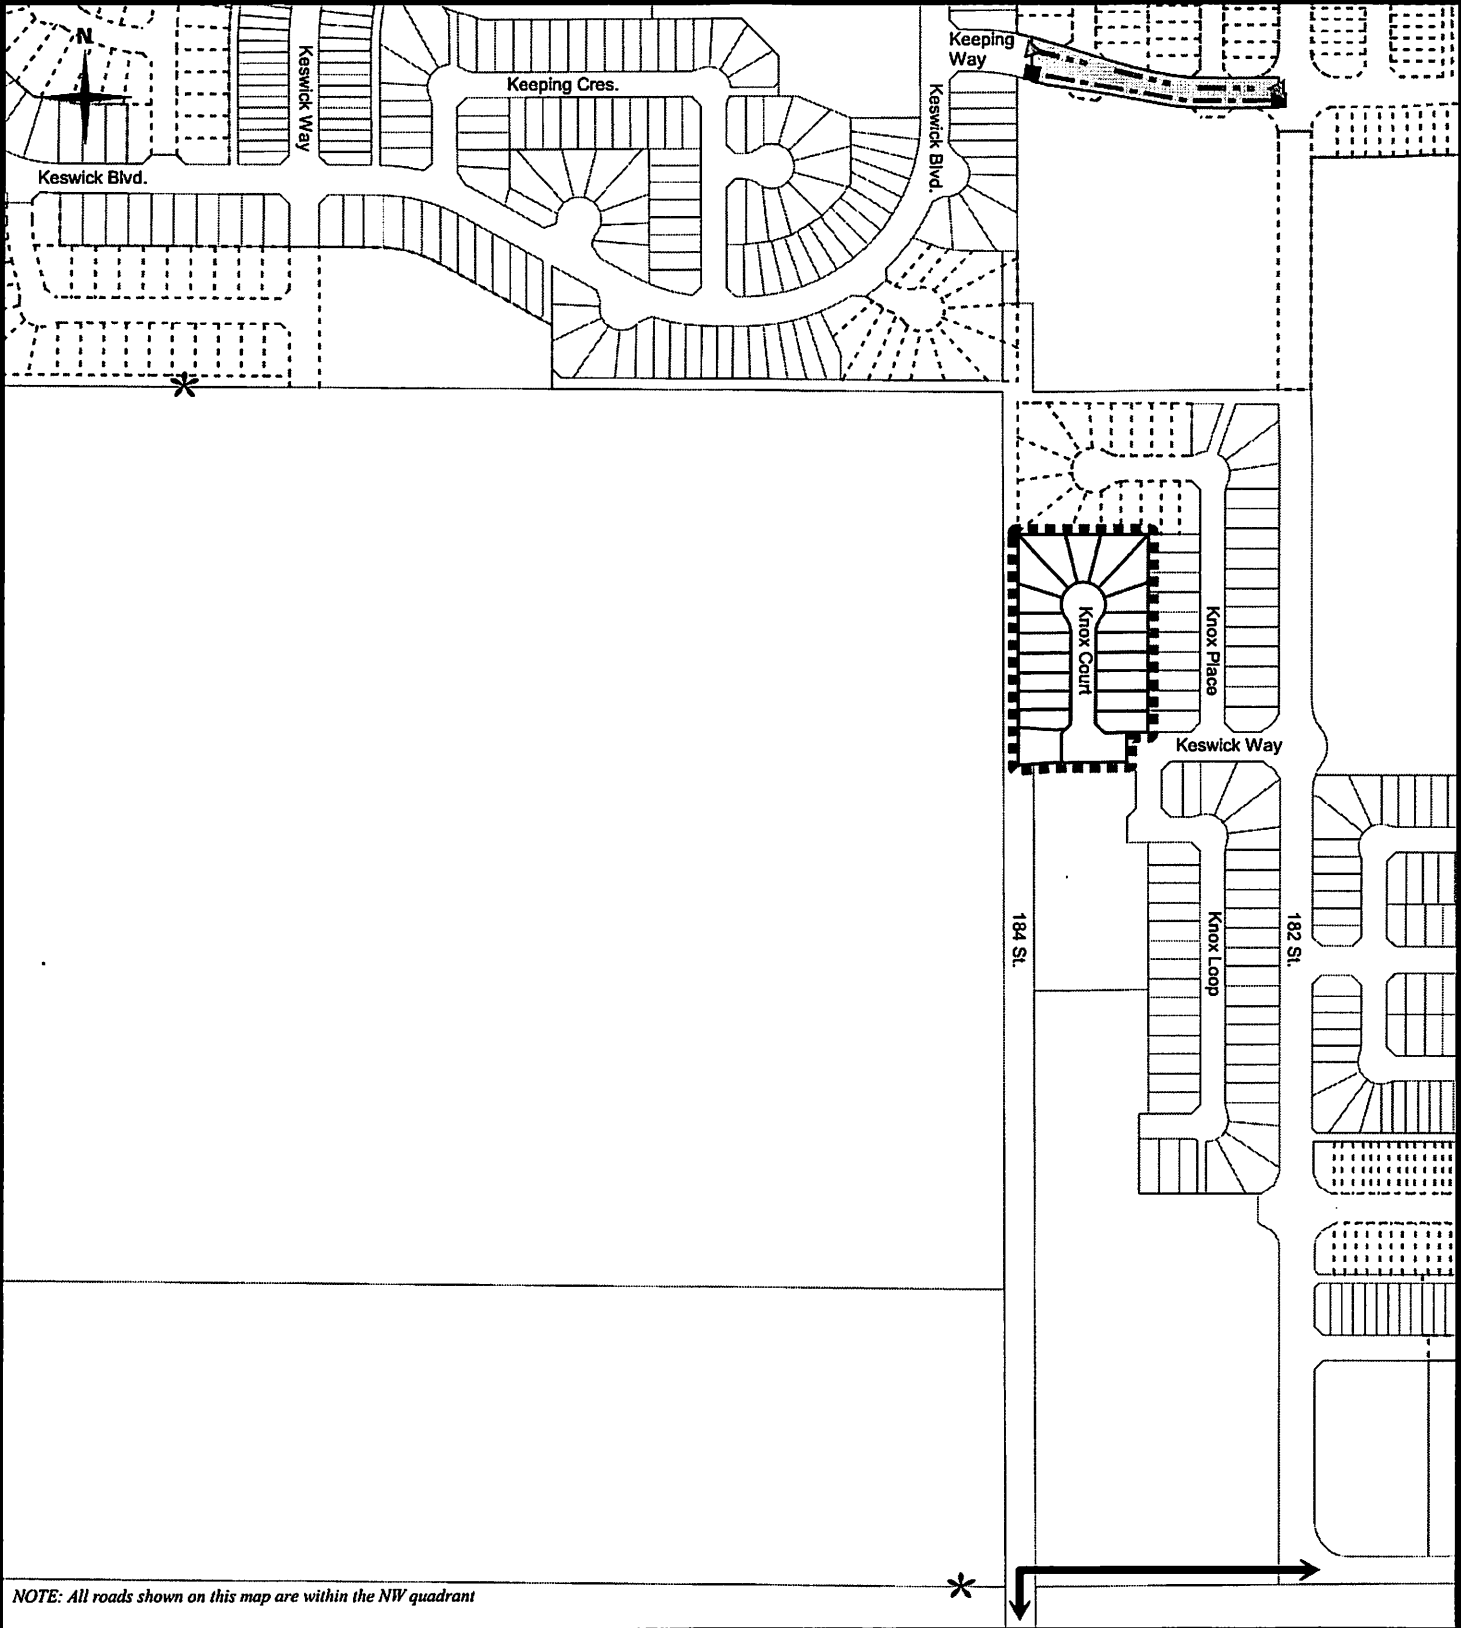 N
Keswick Way
Keeping Cres.
Keeping
Way
Keswick Blvd.
Keswick Blvd.
Knox Court
Knox Place
Keswick Way
184 St.
Knox Loop
182 St.
NOTE: All roads shown on this map are within the NW quadrant